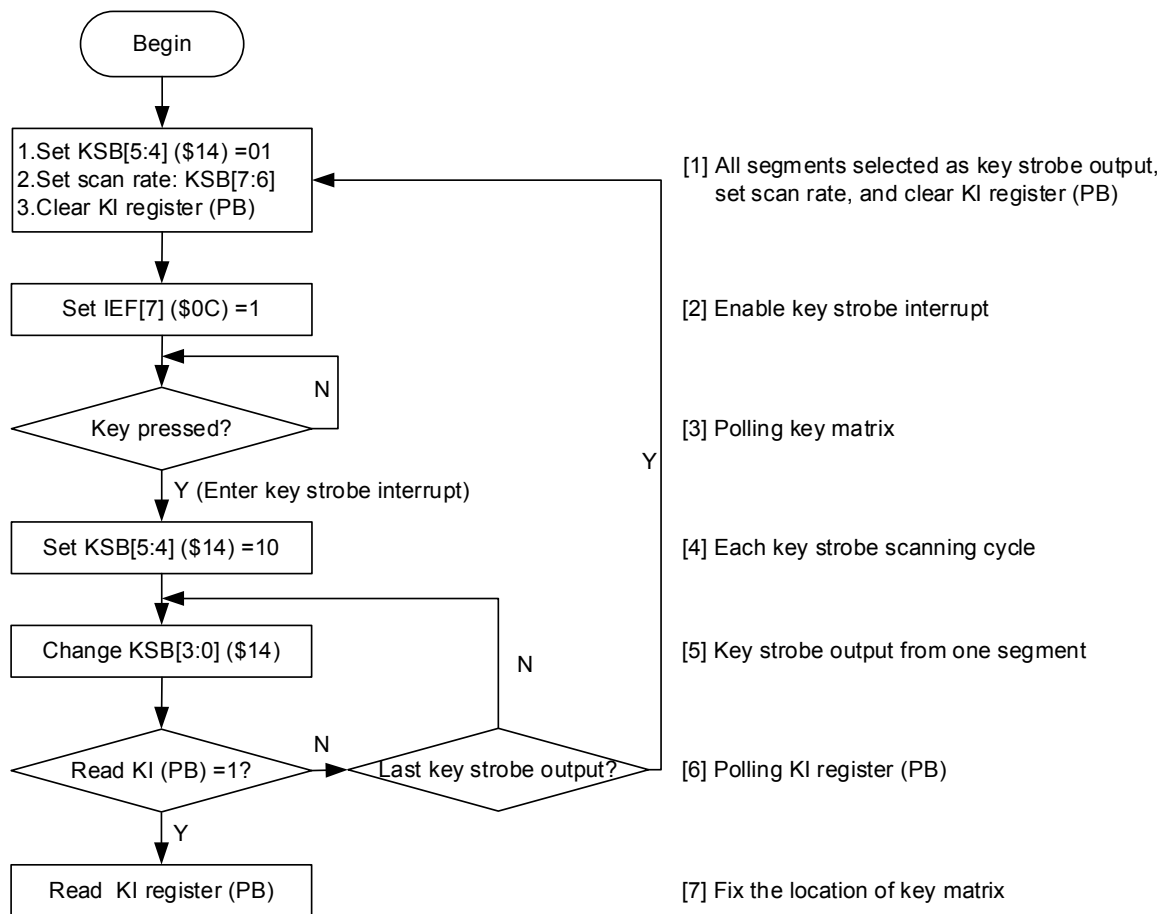 Begin
1.Set KSB[5:4] ($14) =01
2.Set scan rate: KSB[7:6]
3.Clear KI register (PB)
[1] All segments selected as key strobe output,
set scan rate, and clear KI register (PB)
Set IEF[7] ($0C) =1
[2] Enable key strobe interrupt
N
Key pressed?
[3] Polling key matrix
Y
Y (Enter key strobe interrupt)
Set KSB[5:4] ($14) =10
[4] Each key strobe scanning cycle
Change KSB[3:0] ($14)
N
[5] Key strobe output from one segment
Read KI (PB) =1?
N
Last key strobe output?
[6] Polling KI register (PB)
Y
Read KI register (PB)
[7] Fix the location of key matrix